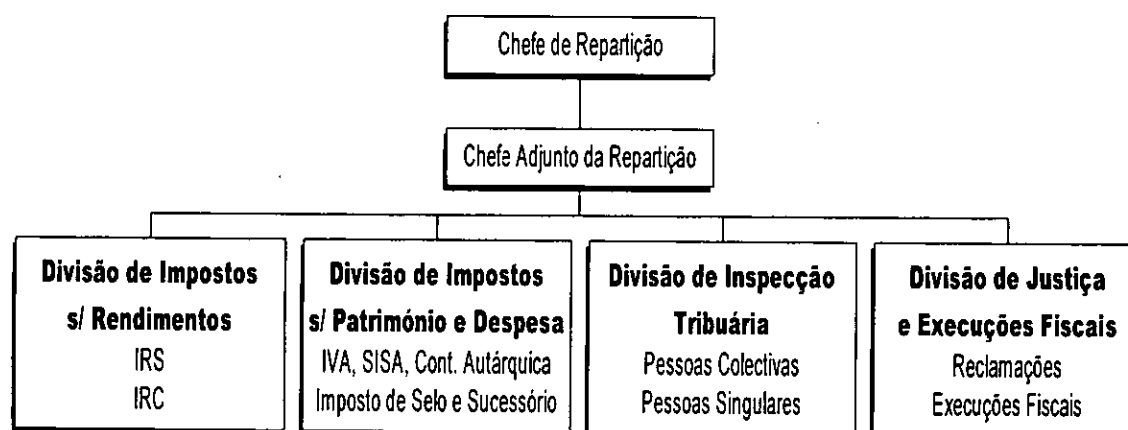 Chefe de Repartição
Chefe Adjunto da Repartição
Divisão de Impostos
s/ Rendimentos
IRS
IRC
Divisão de Impostos
s/ Património e Despesa
IVA, SISA, Cont. Autárquica
Imposto de Selo e Sucessório
Divisão de Inspecção
Tribuária
Pessoas Colectivas
Pessoas Singulares
Divisão de Justiça
e Execuções Fiscais
Reclamações
Execuções Fiscais